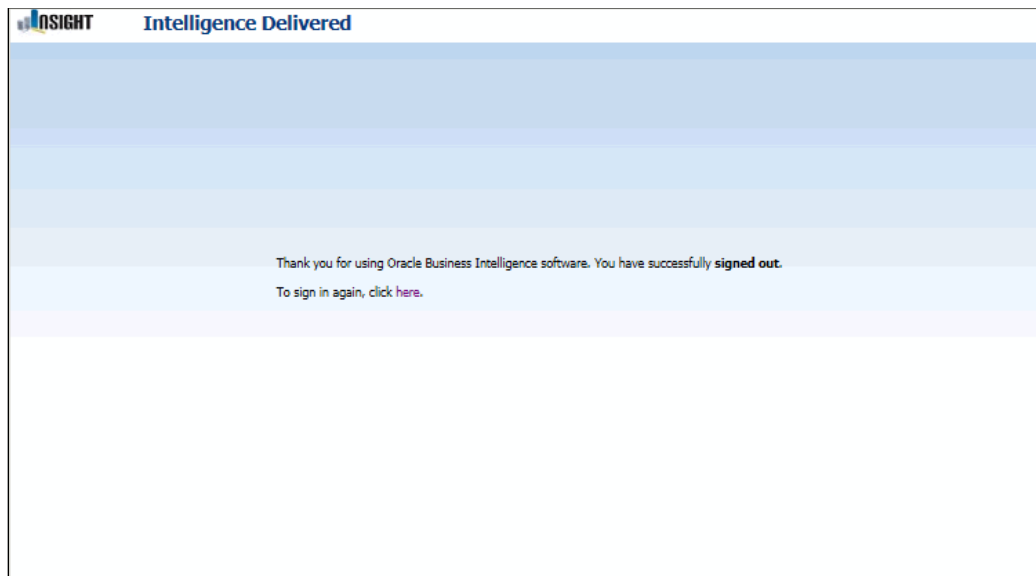 INSIGHT Intelligence Delivered
Thank you for using Oracle Business Intelligence software. You have successfully signed out.
To sign in again, click here.